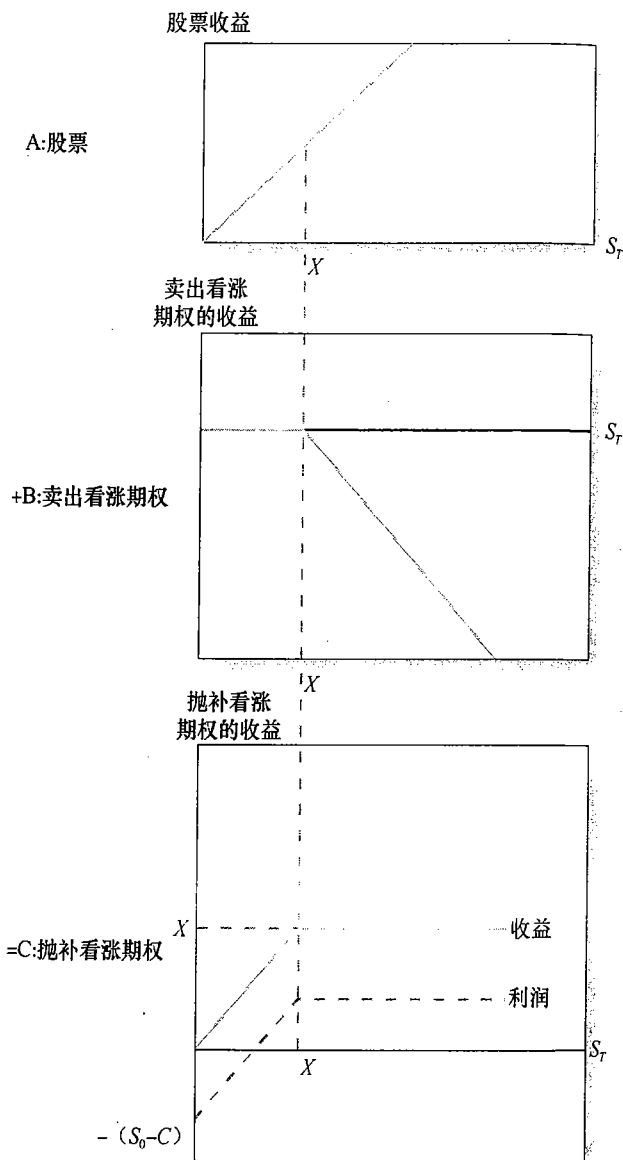 股票收益
A:股票
S_T
X
卖出看涨
期权的收益
S_T
+B:卖出看涨期权
X
抛补看涨
期权的收益
X
收益
=C:抛补看涨期权
利润
S_T
X
-（S₀-C）